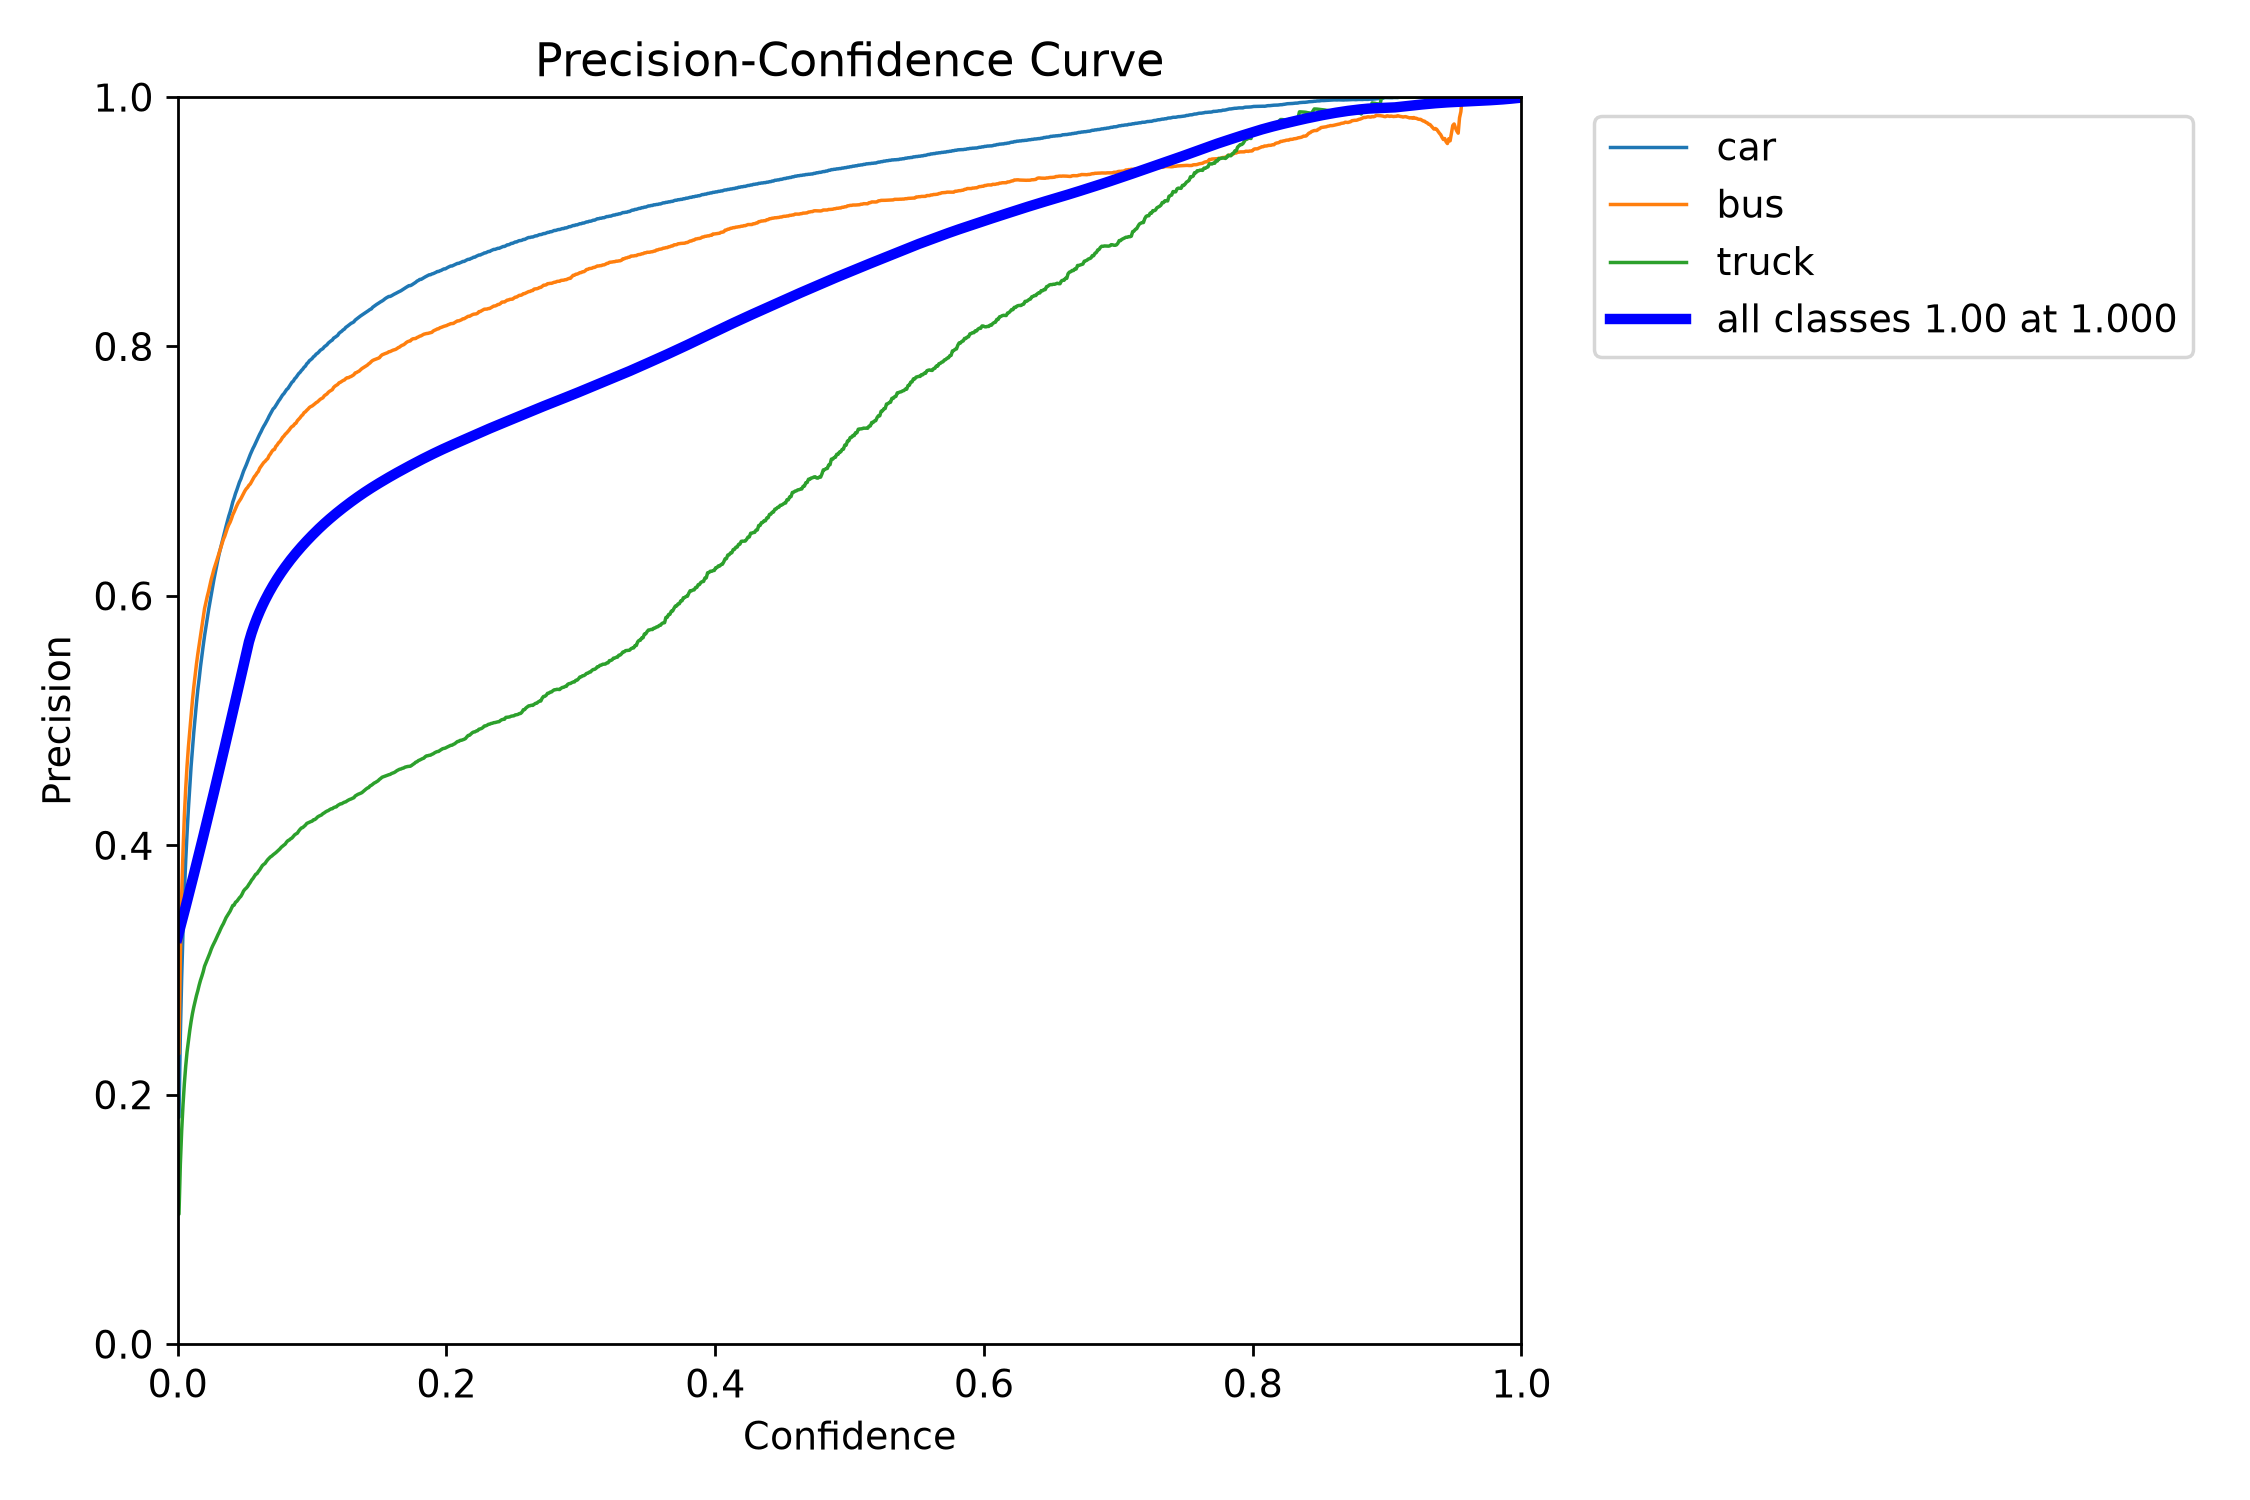 Precision-Confidence Curve
1.0
0.8
0.6
0.4
0.2
0.0
Precision
0.0 0.2 0.4 0.6 0.8 1.0
Confidence
car
bus
truck
all classes 1.00 at 1.000